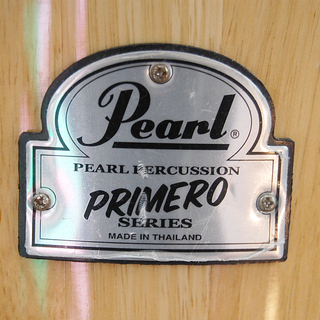 Pearl®
PEARL PERCUSSION
PRIMERO
SERIES
MADE IN THAILAND